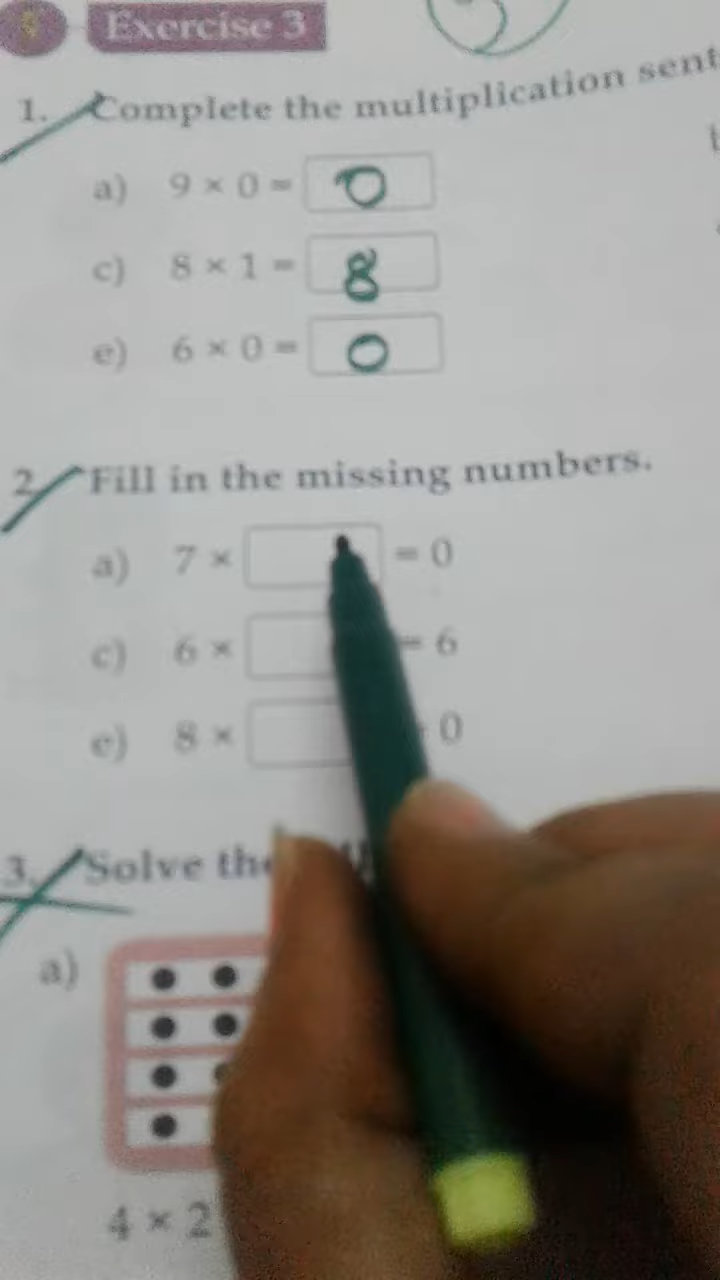 Exercise 3
1. Complete the multiplication sent
a) 9 × 0 = 0
c) 8 × 1 = 8
e) 6 × 0 = 0
2. Fill in the missing numbers.
a) 7 × = 0
c) 6 × = 6
e) 8 × 0
3. Solve the
a)
4 × 2